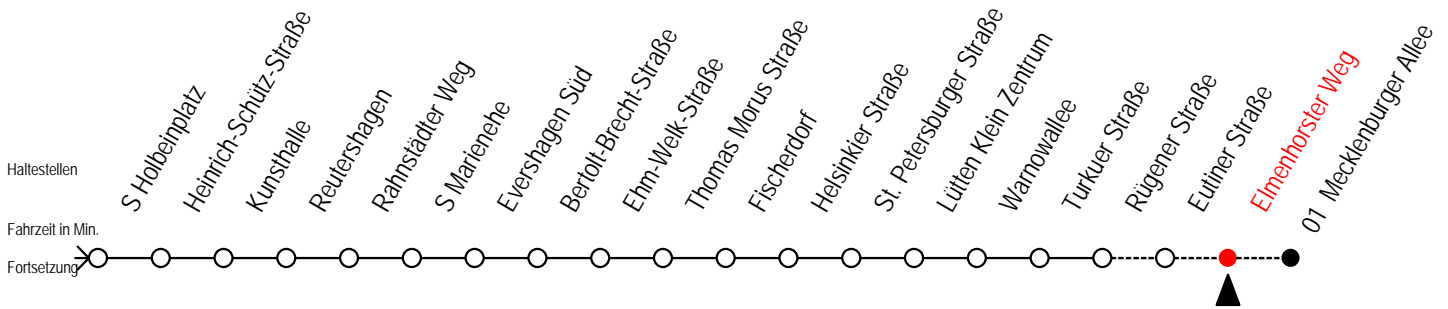 Haltestellen
Fahrzeit in Min.
Fortsetzung
S Holbeinplatz
Heinrich-Schütz-Straße
Kunsthalle
Reutershagen
Rahnstädter Weg
S Marienehe
Evershagen Süd
Bertolt-Brecht-Straße
Ehm-Welk-Straße
Thomas Morus Straße
Fischerdorf
Helsinkier Straße
St. Petersburger Straße
Lütten Klein Zentrum
Warnowallee
Turkuer Straße
Rügener Straße
Eutiner Straße
Elmenhorster Weg
01 Mecklenburger Allee